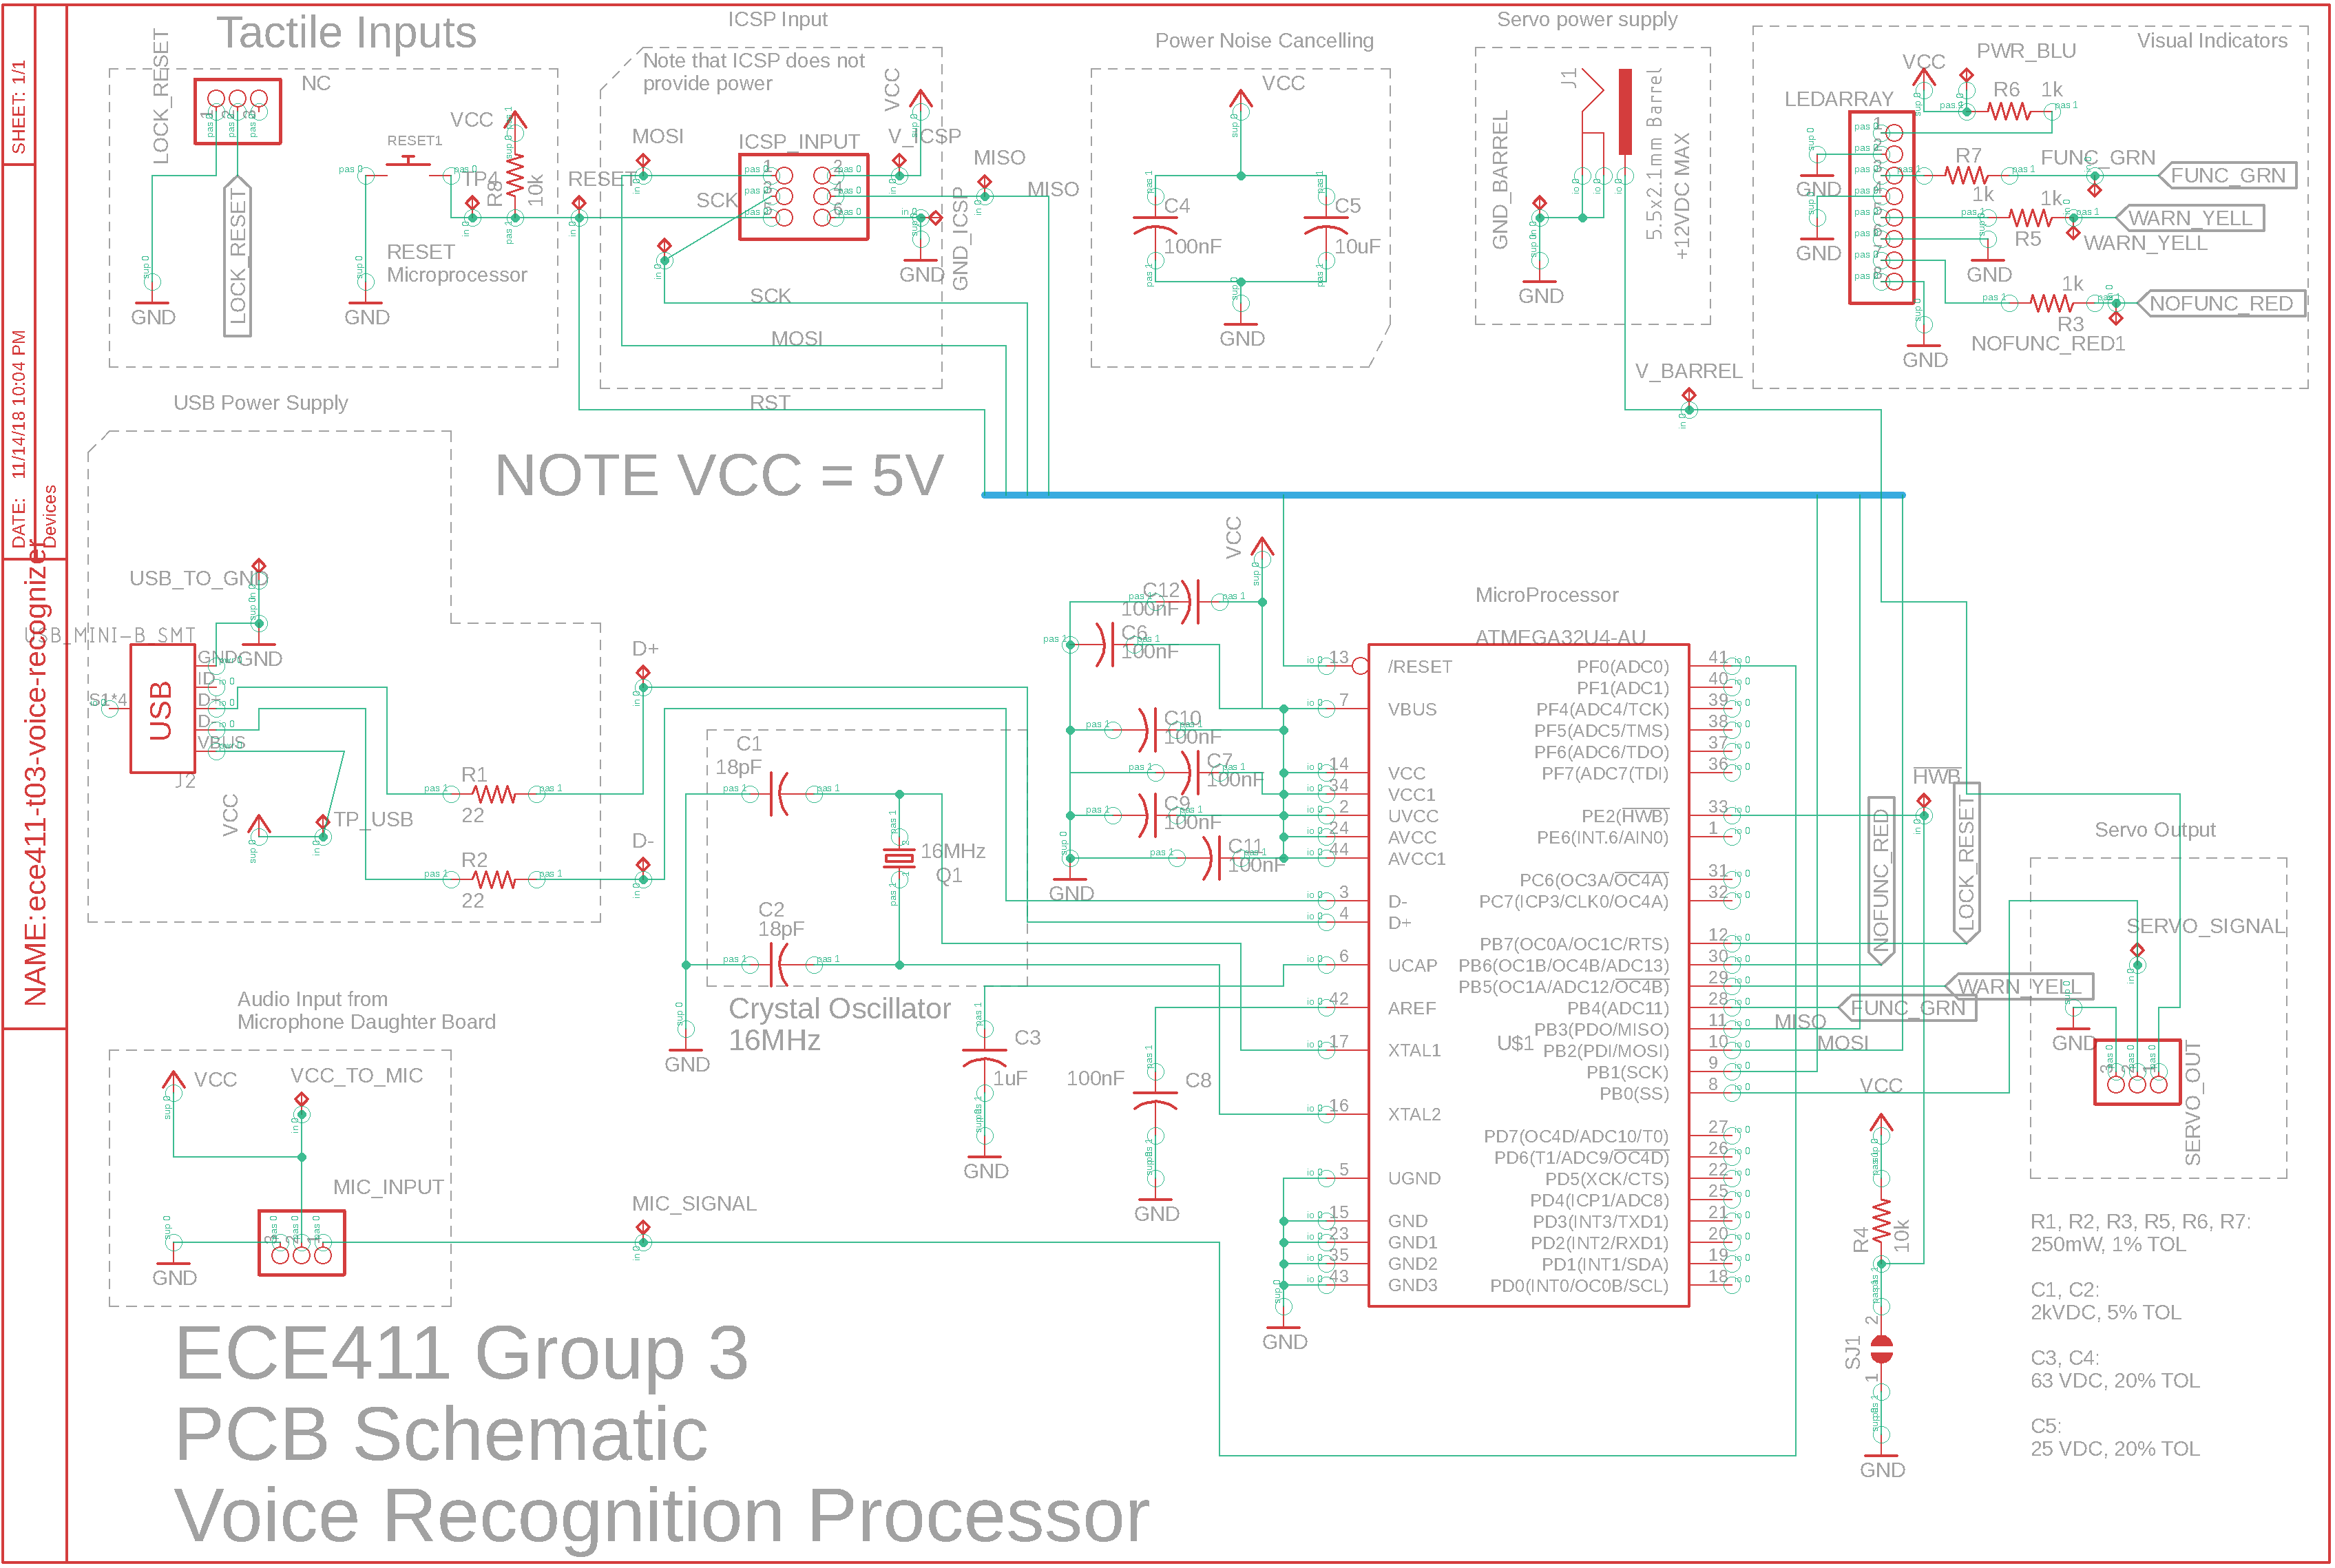 SHEET: 1/1
DATE: 11/14/18 10:04 PM
Devices
NAME:ece411-t03-voice-recognizer
Tactile Inputs
LOCK_RESET
NC
LOCK_RESET
GND
RESET1
VCC
TP4
R8
10k
RESET
Microprocessor
GND
ICSP Input
Note that ICSP does not
provide power
MOSI
ICSP_INPUT
VCC
V_ICSP
MISO
RESET
SCK
MISO
GND
GND_ICSP
SCK
MOSI
RST
Power Noise Cancelling
VCC
C4
100nF
C5
10uF
GND
Servo power supply
J1
GND_BARREL
5.5x2.1mm Barrel
+12VDC MAX
GND
V_BARREL
Visual Indicators
VCC
PWR_BLU
LEDARRAY
R6
1k
R7
1k
FUNC_GRN
FUNC_GRN
GND
1k
R5
WARN_YELL
WARN_YELL
GND
GND
1k
R3
NOFUNC_RED
NOFUNC_RED1
GND
USB Power Supply
NOTE VCC = 5V
USB_TO_GND
USB_MINI-B_SMT
GND
USB
GND
ID
D+
D-
VBUS
S1*4
J2
VCC
TP_USB
R1
22
R2
22
D+
D-
C1
18pF
C2
18pF
16MHz
Q1
GND
Crystal Oscillator
16MHz
VCC
C12
100nF
C6
100nF
C10
100nF
C7
100nF
C9
100nF
C11
100nF
GND
C3
1uF
GND
100nF
C8
GND
MicroProcessor
ATMEGA32U4-AU
13 /RESET
7 VBUS
14 VCC
34 VCC1
2 UVCC
24 AVCC
44 AVCC1
3 D-
4 D+
6 UCAP
42 AREF
17 XTAL1
16 XTAL2
5 UGND
15 GND
23 GND1
35 GND2
43 GND3
GND
U$1
PF0(ADC0) 41
PF1(ADC1) 40
PF4(ADC4/TCK) 39
PF5(ADC5/TMS) 38
PF6(ADC6/TDO) 37
PF7(ADC7(TDI) 36
PE2(HWB) 33
PE6(INT.6/AIN0) 1
PC6(OC3A/OC4A) 31
PC7(ICP3/CLK0/OC4A) 32
PB7(OC0A/OC1C/RTS) 12
PB6(OC1B/OC4B/ADC13) 30
PB5(OC1A/ADC12/OC4B) 29
PB4(ADC11) 28
PB3(PDO/MISO) 11
PB2(PDI/MOSI) 10
PB1(SCK) 9
PB0(SS) 8
PD7(OC4D/ADC10/T0) 27
PD6(T1/ADC9/OC4D) 26
PD5(XCK/CTS) 22
PD4(ICP1/ADC8) 25
PD3(INT3/TXD1) 21
PD2(INT2/RXD1) 20
PD1(INT1/SDA) 19
PD0(INT0/OC0B/SCL) 18
HWB
NOFUNC_RED
LOCK_RESET
WARN_YELL
FUNC_GRN
MISO
MOSI
VCC
R4
10k
2
SJ1
1
GND
Servo Output
SERVO_SIGNAL
GND
SERVO_OUT
Audio Input from
Microphone Daughter Board
VCC
VCC_TO_MIC
MIC_INPUT
GND
MIC_SIGNAL
R1, R2, R3, R5, R6, R7:
250mW, 1% TOL
C1, C2:
2kVDC, 5% TOL
C3, C4:
63 VDC, 20% TOL
C5:
25 VDC, 20% TOL
ECE411 Group 3
PCB Schematic
Voice Recognition Processor